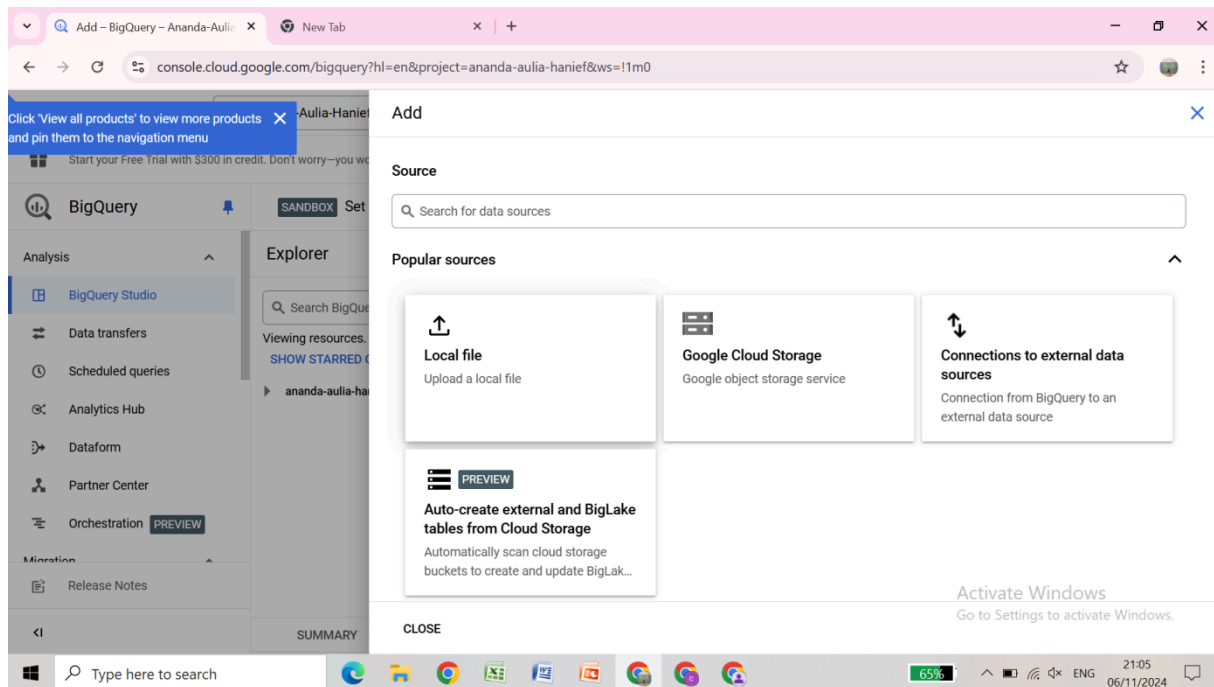 Add – BigQuery – Ananda-Aulia
New Tab
console.cloud.google.com/bigquery?hl=en&project=ananda-aulia-hanief&ws=!1m0
Click 'View all products' to view more products
and pin them to the navigation menu
-Aulia-Hanief
Start your Free Trial with $300 in credit. Don't worry—you wo
BigQuery
SANDBOX Set
Analysis
BigQuery Studio
Data transfers
Scheduled queries
Analytics Hub
Dataform
Partner Center
Orchestration PREVIEW
Migration
Release Notes
Explorer
Search BigQue
Viewing resources.
SHOW STARRED
ananda-aulia-ha
SUMMARY
Add
Source
Search for data sources
Popular sources
Local file
Upload a local file
Google Cloud Storage
Google object storage service
Connections to external data
sources
Connection from BigQuery to an
external data source
PREVIEW
Auto-create external and BigLake
tables from Cloud Storage
Automatically scan cloud storage
buckets to create and update BigLak...
CLOSE
Activate Windows
Go to Settings to activate Windows.
Type here to search
65%
ENG
21:05
06/11/2024